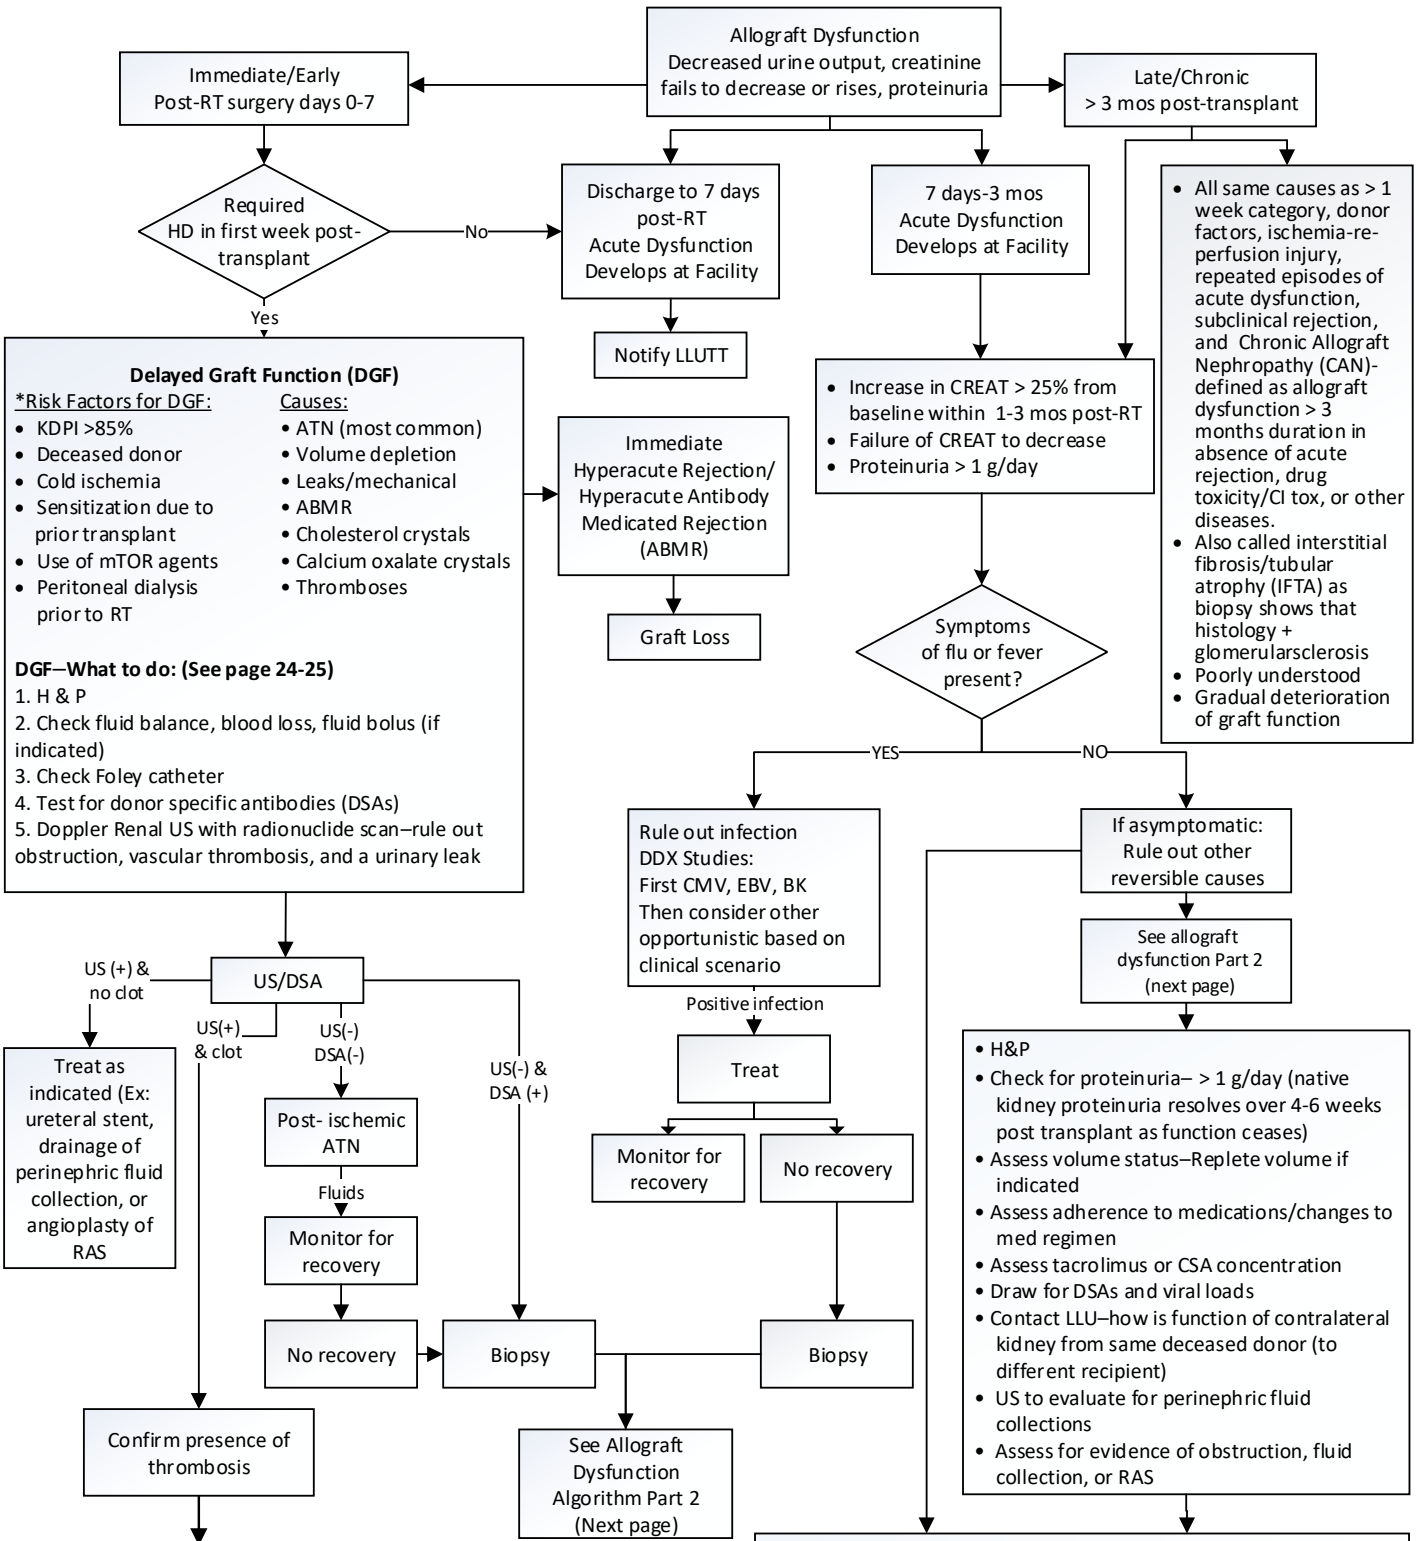 Allograft Dysfunction
Decreased urine output, creatinine
fails to decrease or rises, proteinuria
Immediate/Early
Post-RT surgery days 0-7
Late/Chronic
> 3 mos post-transplant
Required
HD in first week post-
transplant
No
Yes
Discharge to 7 days
post-RT
Acute Dysfunction
Develops at Facility
Notify LLUTT
7 days-3 mos
Acute Dysfunction
Develops at Facility
• All same causes as > 1
week category, donor
factors, ischemia-re-
perfusion injury,
repeated episodes of
acute dysfunction,
subclinical rejection,
and Chronic Allograft
Nephropathy (CAN)-
defined as allograft
dysfunction > 3
months duration in
absence of acute
rejection, drug
toxicity/CI tox, or other
diseases.
• Also called interstitial
fibrosis/tubular
atrophy (IFTA) as
biopsy shows that
histology +
glomerularsclerosis
• Poorly understood
• Gradual deterioration
of graft function
Delayed Graft Function (DGF)
*Risk Factors for DGF:
• KDPI >85%
• Deceased donor
• Cold ischemia
• Sensitization due to
prior transplant
• Use of mTOR agents
• Peritoneal dialysis
prior to RT
Causes:
• ATN (most common)
• Volume depletion
• Leaks/mechanical
• ABMR
• Cholesterol crystals
• Calcium oxalate crystals
• Thromboses
DGF–What to do: (See page 24-25)
1. H & P
2. Check fluid balance, blood loss, fluid bolus (if
indicated)
3. Check Foley catheter
4. Test for donor specific antibodies (DSAs)
5. Doppler Renal US with radionuclide scan–rule out
obstruction, vascular thrombosis, and a urinary leak
Immediate
Hyperacute Rejection/
Hyperacute Antibody
Medicated Rejection
(ABMR)
Graft Loss
• Increase in CREAT > 25% from
baseline within 1-3 mos post-RT
• Failure of CREAT to decrease
• Proteinuria > 1 g/day
Symptoms
of flu or fever
present?
YES
NO
Rule out infection
DDX Studies:
First CMV, EBV, BK
Then consider other
opportunistic based on
clinical scenario
Positive infection
Treat
Monitor for
recovery
No recovery
Biopsy
If asymptomatic:
Rule out other
reversible causes
See allograft
dysfunction Part 2
(next page)
• H&P
• Check for proteinuria– > 1 g/day (native
kidney proteinuria resolves over 4-6 weeks
post transplant as function ceases)
• Assess volume status–Replete volume if
indicated
• Assess adherence to medications/changes to
med regimen
• Assess tacrolimus or CSA concentration
• Draw for DSAs and viral loads
• Contact LLU–how is function of contralateral
kidney from same deceased donor (to
different recipient)
• US to evaluate for perinephric fluid
collections
• Assess for evidence of obstruction, fluid
collection, or RAS
US/DSA
US (+) &
no clot
US(+)
& clot
US(-)
DSA(-)
US(-) &
DSA (+)
Treat as
indicated (Ex:
ureteral stent,
drainage of
perinephric fluid
collection, or
angioplasty of
RAS
Post- ischemic
ATN
Fluids
Monitor for
recovery
No recovery
Biopsy
Confirm presence of
thrombosis
See Allograft
Dysfunction
Algorithm Part 2
(Next page)